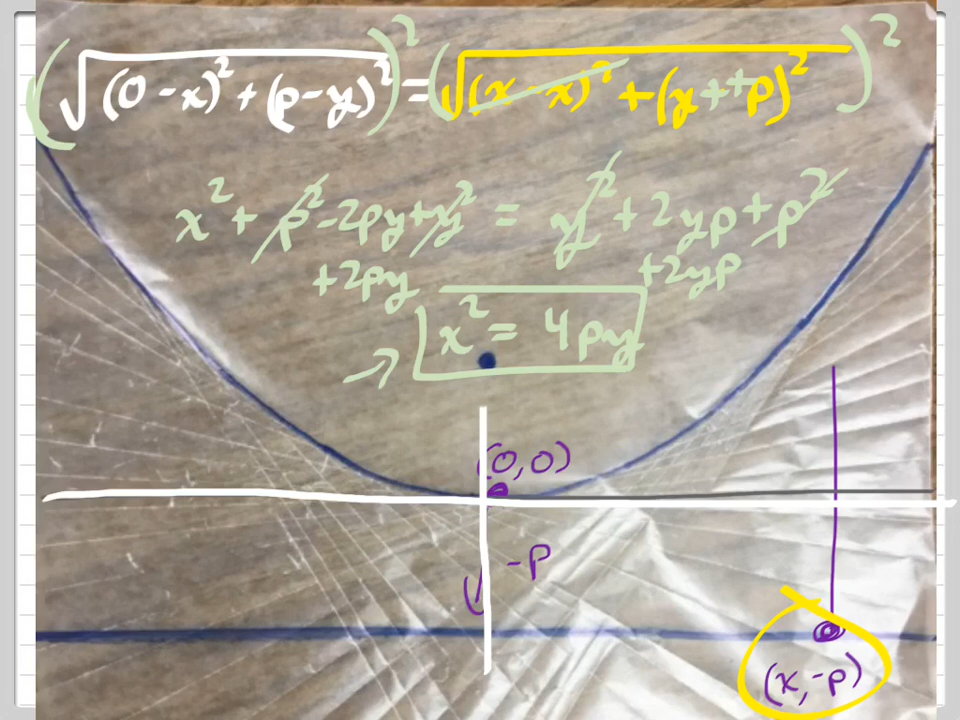 (√(0-x)²+(p-y)²)² = (√(x-x)²+(y++p)²)²
x²+p²-2py+y² = y²+2yp+p²
+2py +2yp
→ x² = 4py
(0,0)
-p
(x,-p)